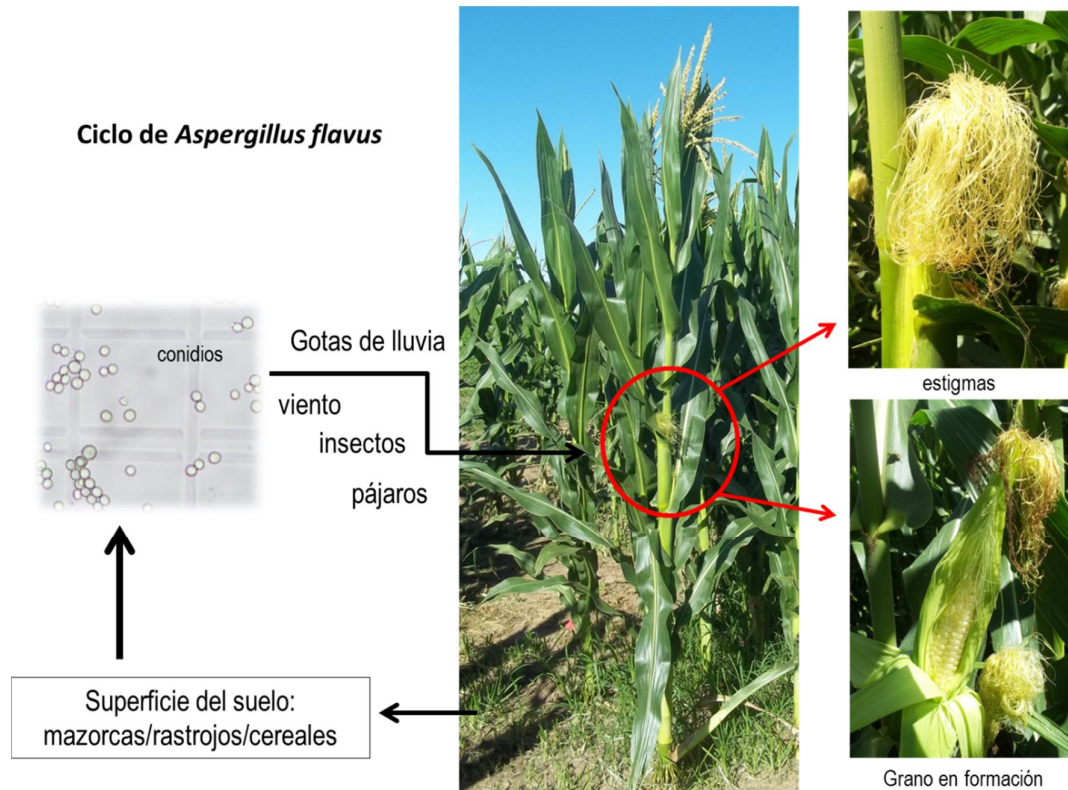 Ciclo de Aspergillus flavus
conidios
Gotas de lluvia
viento
insectos
pájaros
Superficie del suelo:
mazorcas/rastrojos/cereales
estigmas
Grano en formación